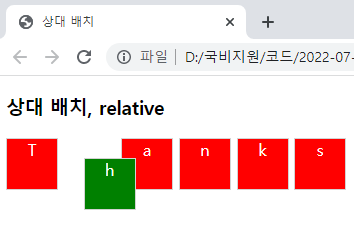 상대 배치
파일 D:/국비지원/코드/2022-07-
상대 배치, relative
T h a n k s